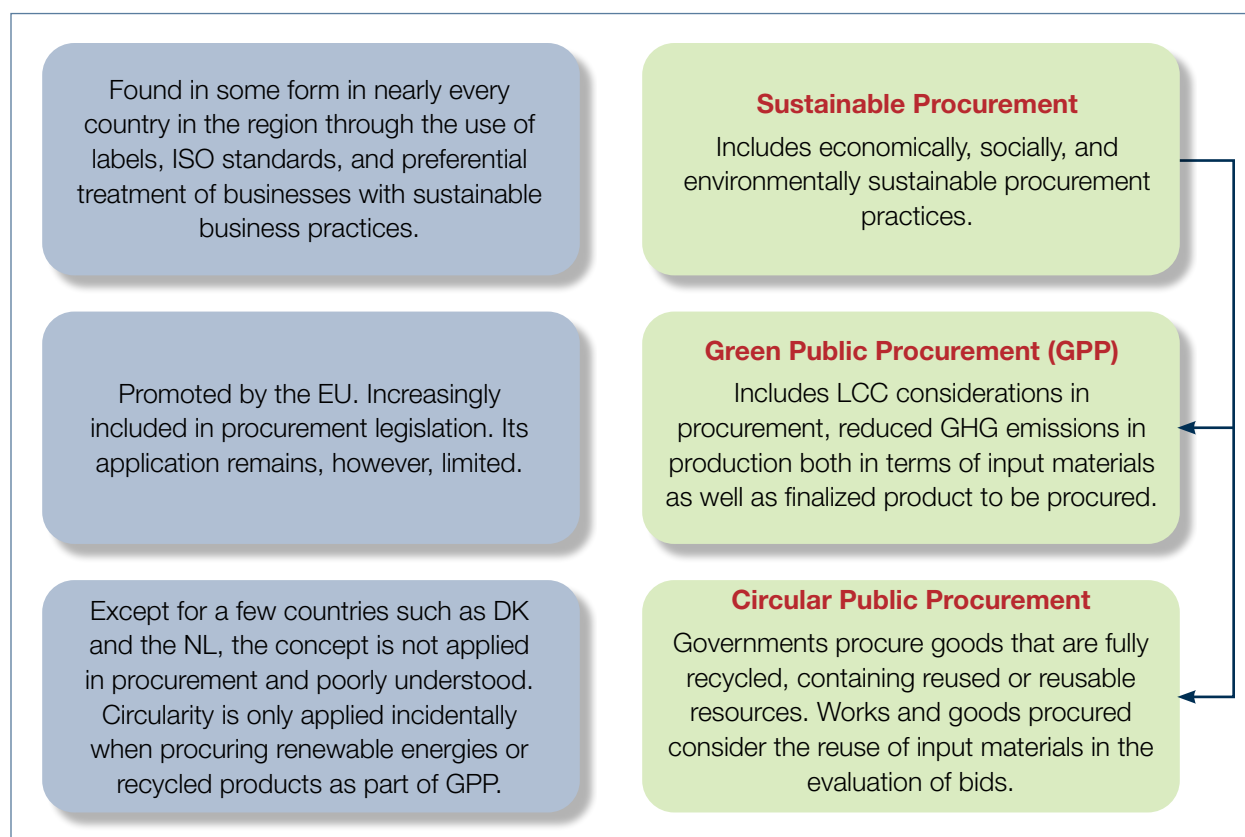 Found in some form in nearly every
country in the region through the use of
labels, ISO standards, and preferential
treatment of businesses with sustainable
business practices.
Sustainable Procurement
Includes economically, socially, and
environmentally sustainable procurement
practices.
Promoted by the EU. Increasingly
included in procurement legislation. Its
application remains, however, limited.
Green Public Procurement (GPP)
Includes LCC considerations in
procurement, reduced GHG emissions in
production both in terms of input materials
as well as finalized product to be procured.
Except for a few countries such as DK
and the NL, the concept is not applied
in procurement and poorly understood.
Circularity is only applied incidentally
when procuring renewable energies or
recycled products as part of GPP.
Circular Public Procurement
Governments procure goods that are fully
recycled, containing reused or reusable
resources. Works and goods procured
consider the reuse of input materials in the
evaluation of bids.